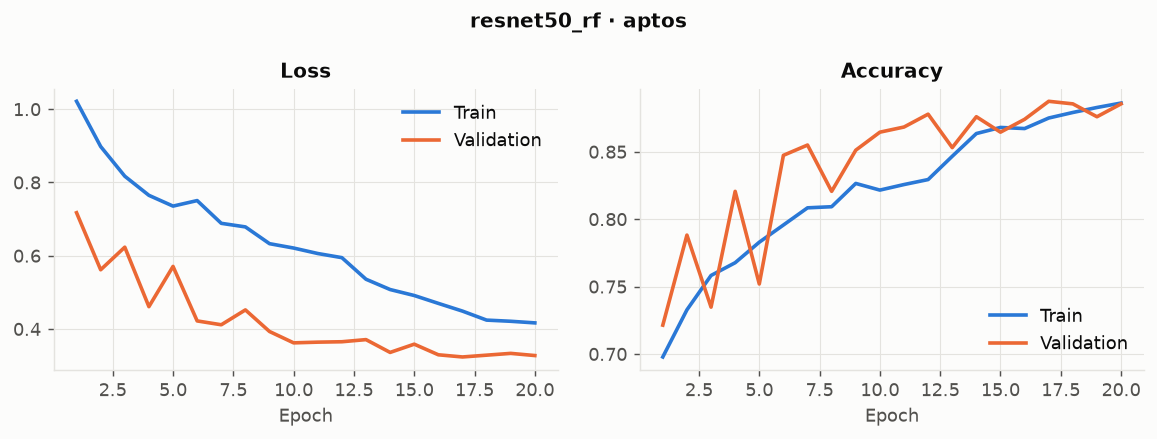 resnet50_rf · aptos
Loss
1.0
0.8
0.6
0.4
2.5 5.0 7.5 10.0 12.5 15.0 17.5 20.0
Epoch
Train
Validation
Accuracy
0.85
0.80
0.75
0.70
2.5 5.0 7.5 10.0 12.5 15.0 17.5 20.0
Epoch
Train
Validation